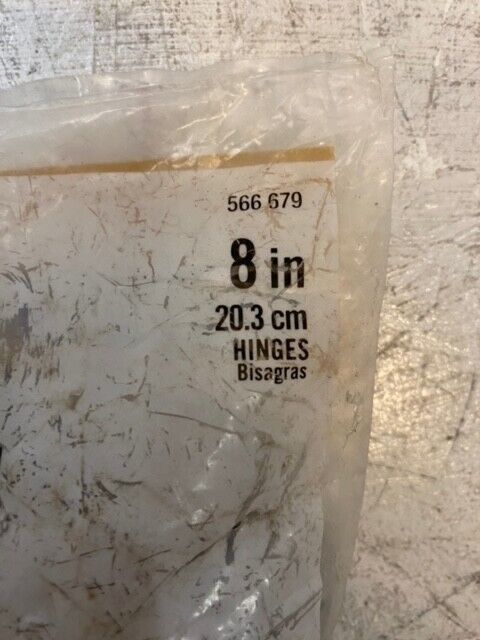 566 679
8 in
20.3 cm
HINGES
Bisagras